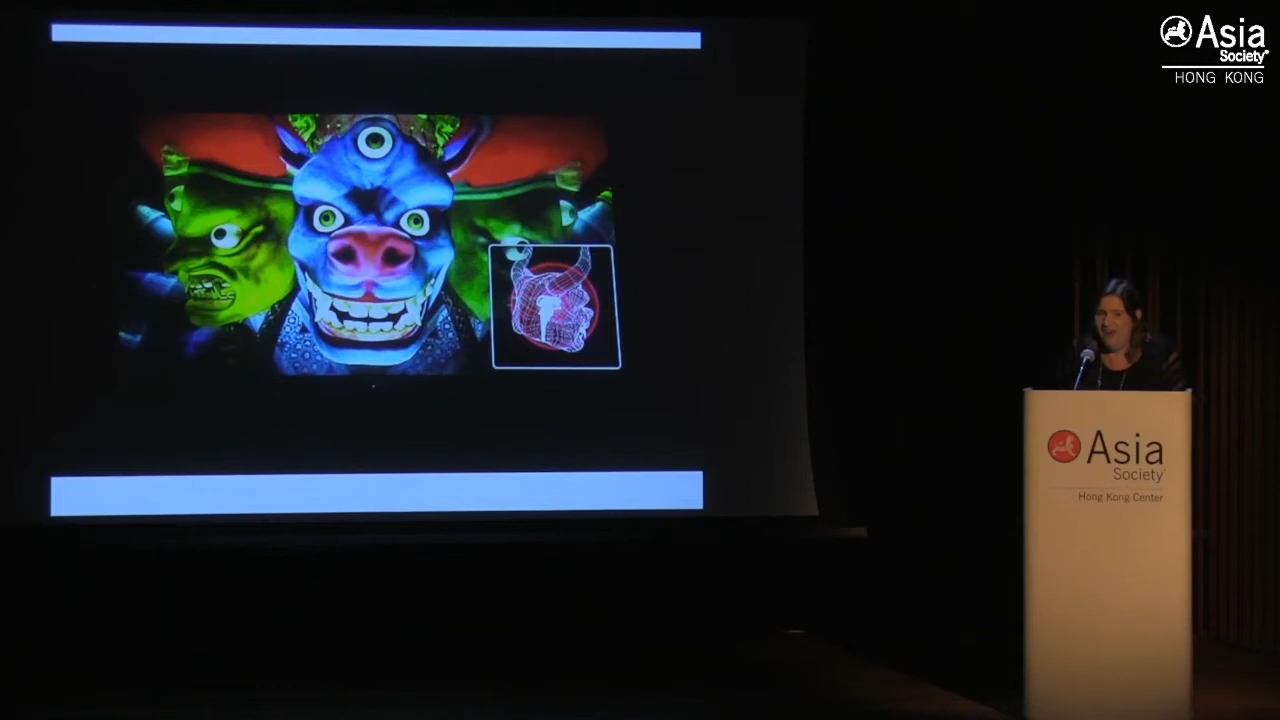 Asia
Society
HONG KONG
Asia
Society
Hong Kong Center